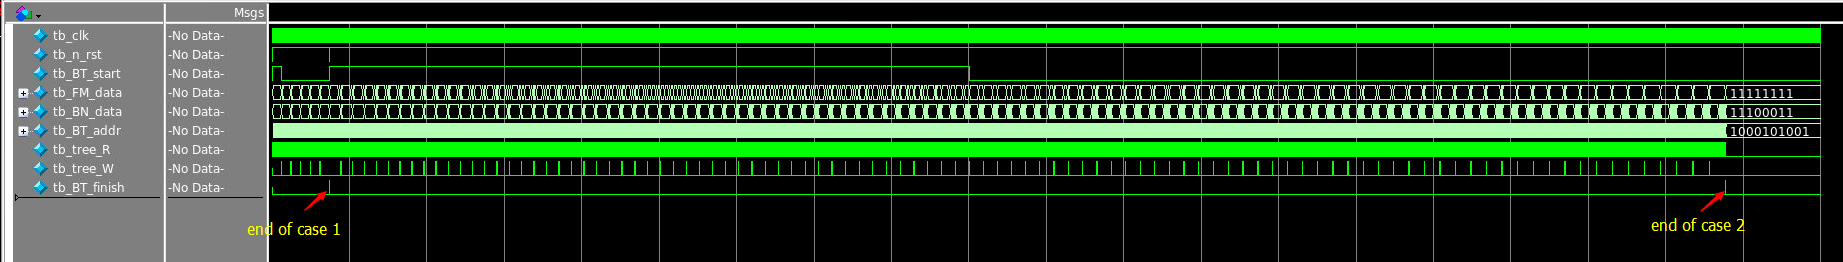 Msgs
tb_clk -No Data-
tb_n_rst -No Data-
tb_BT_start -No Data-
tb_FM_data -No Data- 11111111
tb_BN_data -No Data- 11100011
tb_BT_addr -No Data- 1000101001
tb_tree_R -No Data-
tb_tree_W -No Data-
tb_BT_finish -No Data-
end of case 1
end of case 2